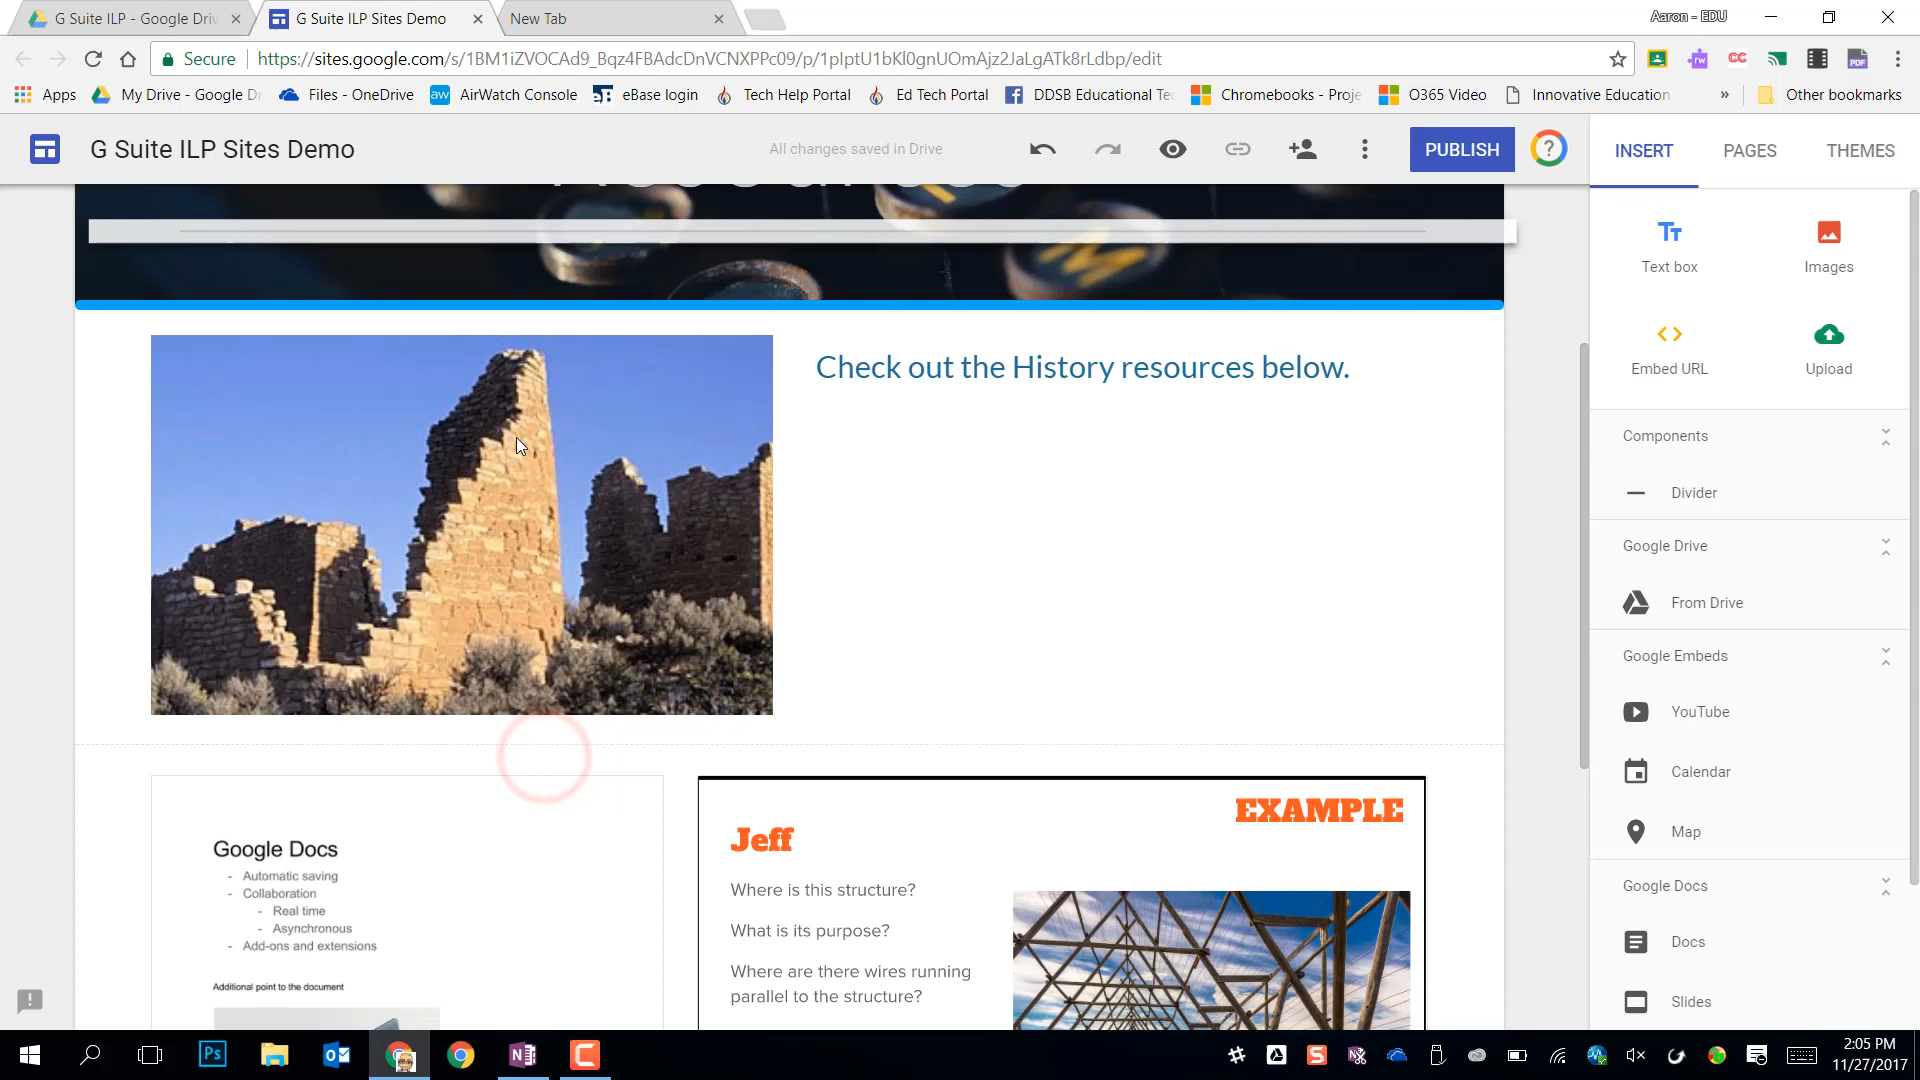 G Suite ILP - Google Driv
G Suite ILP Sites Demo
New Tab
Aaron - EDU
Secure
https://sites.google.com/s/1BM1iZVOCAd9_Bqz4FBAdcDnVCNXPPc09/p/1pIptU1bKl0gnUOmAjz2JaLgATk8rLdbp/edit
Apps
My Drive - Google Dr
Files - OneDrive
AirWatch Console
eBase login
Tech Help Portal
Ed Tech Portal
DDSB Educational Tec
Chromebooks - Proje
O365 Video
Innovative Education
»
Other bookmarks
G Suite ILP Sites Demo
All changes saved in Drive
PUBLISH
INSERT
PAGES
THEMES
Text box
Images
Embed URL
Upload
Components
Divider
Google Drive
From Drive
Google Embeds
YouTube
Calendar
Map
Google Docs
Docs
Slides
M
Check out the History resources below.
Google Docs
- Automatic saving
- Collaboration
- Real time
- Asynchronous
- Add-ons and extensions
Additional point to the document
EXAMPLE
Jeff
Where is this structure?
What is its purpose?
Where are there wires running
parallel to the structure?
2:05 PM
11/27/2017